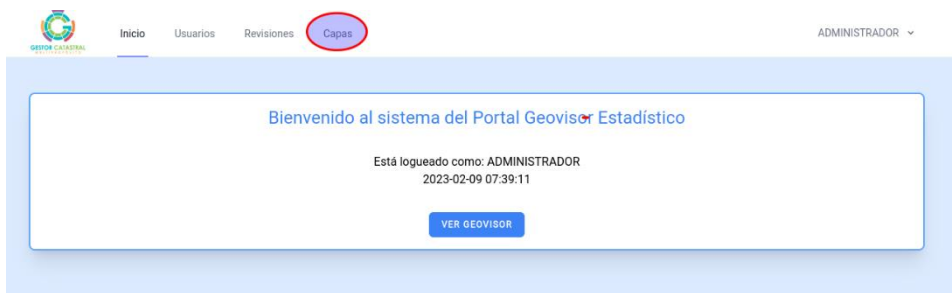 GESTOR CATASTRAL
Inicio Usuarios Revisiones Capas ADMINISTRADOR
Bienvenido al sistema del Portal Geovisor Estadístico
Está logueado como: ADMINISTRADOR
2023-02-09 07:39:11
VER GEOVISOR